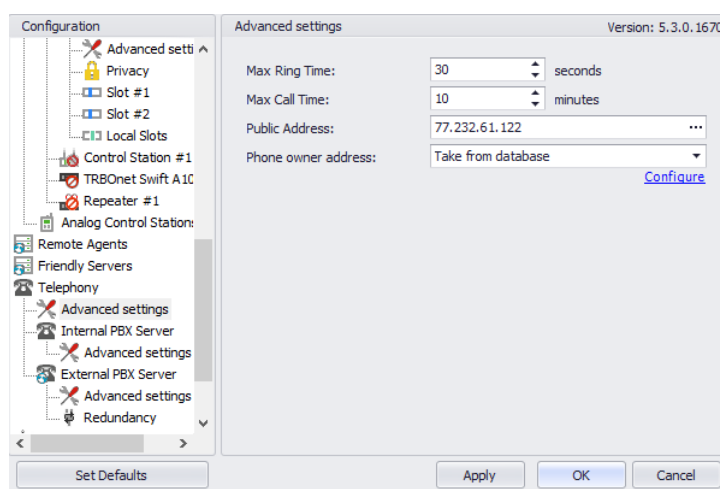 Configuration
Advanced settings
Version: 5.3.0.1670
Advanced setti
Privacy
Slot #1
Slot #2
Local Slots
Control Station #1
TRBOnet Swift A10
Repeater #1
Analog Control Stations
Remote Agents
Friendly Servers
Telephony
Advanced settings
Internal PBX Server
Advanced settings
External PBX Server
Advanced settings
Redundancy
Max Ring Time: 30 seconds
Max Call Time: 10 minutes
Public Address: 77.232.61.122 ...
Phone owner address: Take from database
Configure
Set Defaults
Apply
OK
Cancel